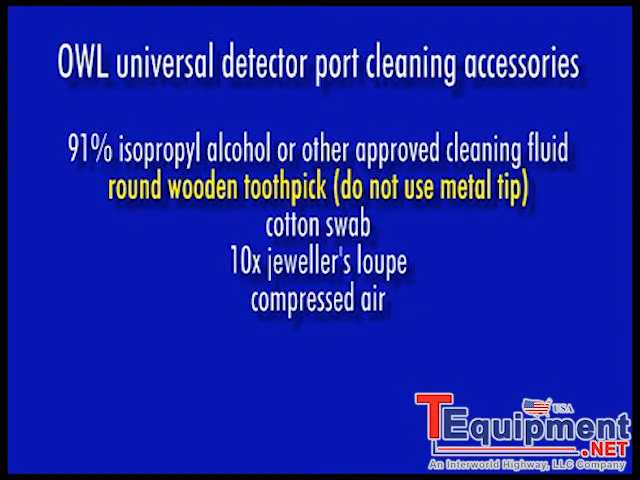 OWL universal detector port cleaning accessories
91% isopropyl alcohol or other approved cleaning fluid
round wooden toothpick (do not use metal tip)
cotton swab
10x jeweller's loupe
compressed air
USA
TEquipment
.NET
An Interworld Highway, LLC Company